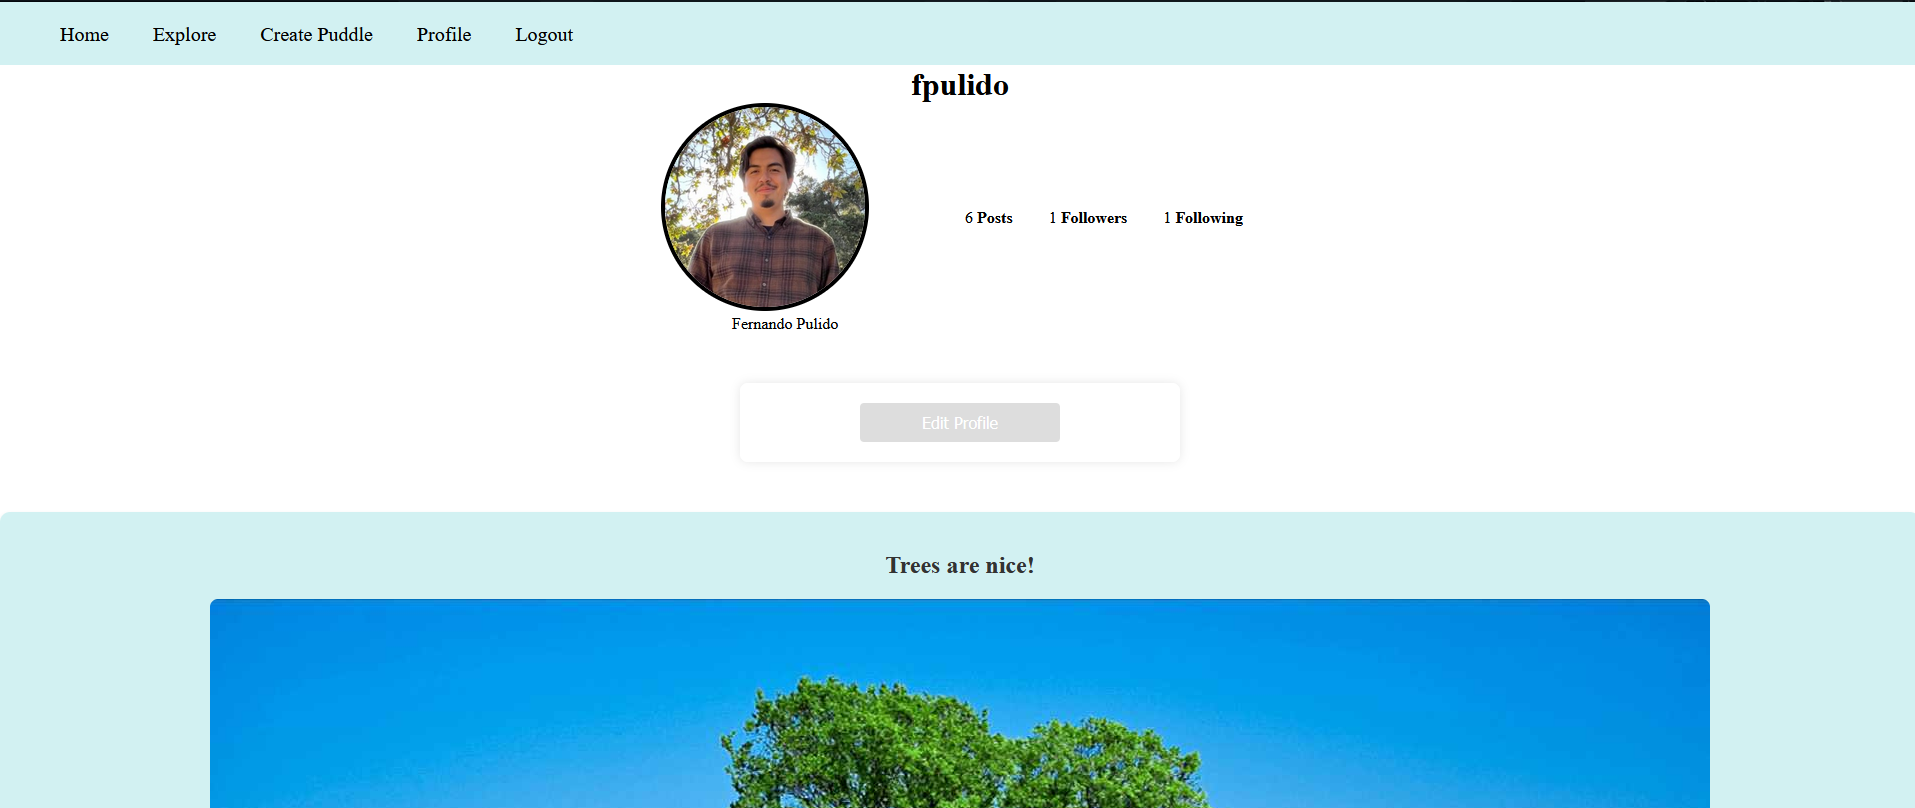 Home Explore Create Puddle Profile Logout
fpulido
6 Posts 1 Followers 1 Following
Fernando Pulido
Edit Profile
Trees are nice!